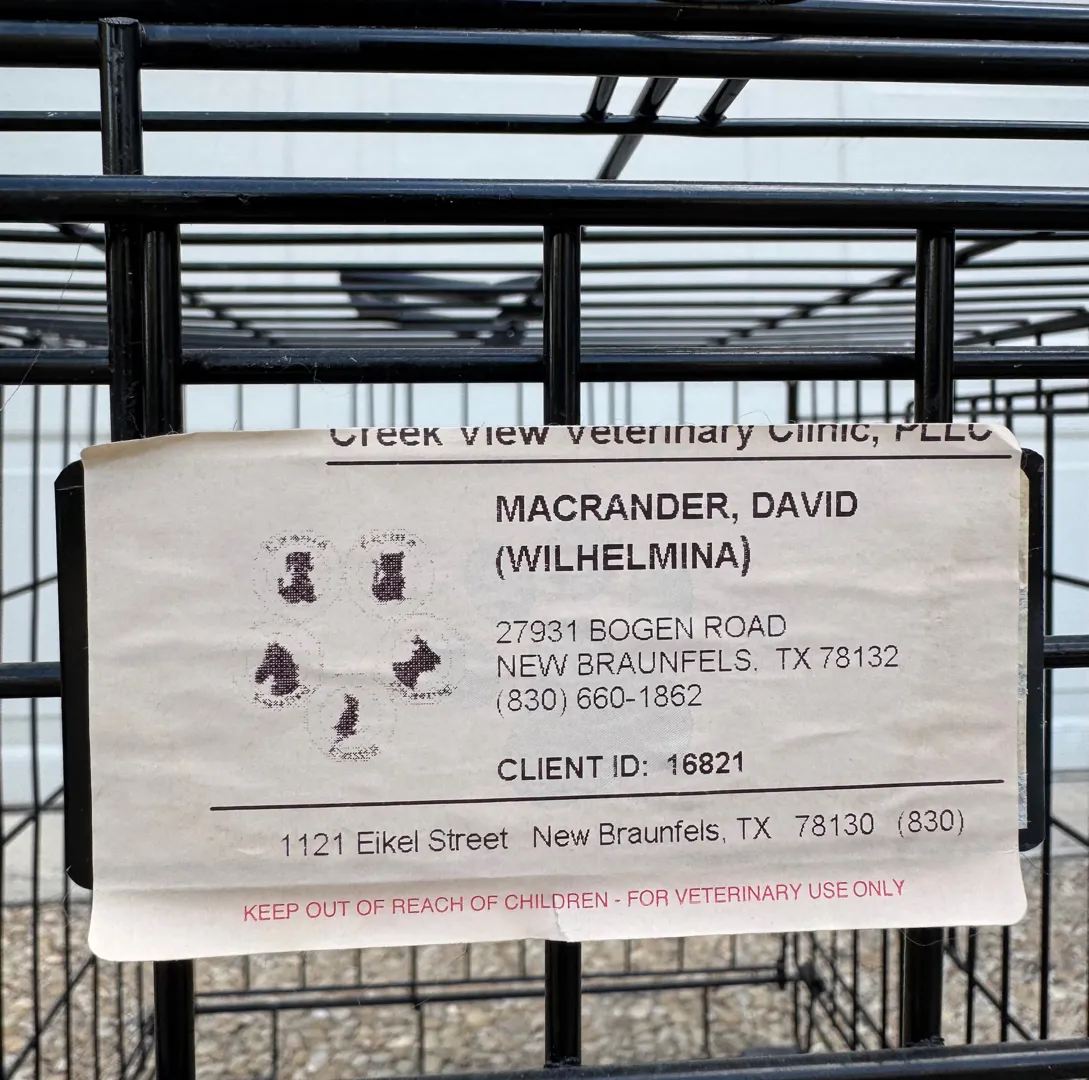 Creek View Veterinary Clinic, PLLC
MACRANDER, DAVID
(WILHELMINA)
27931 BOGEN ROAD
NEW BRAUNFELS, TX 78132
(830) 660-1862
CLIENT ID: 16821
1121 Eikel Street New Braunfels, TX 78130 (830)
KEEP OUT OF REACH OF CHILDREN - FOR VETERINARY USE ONLY